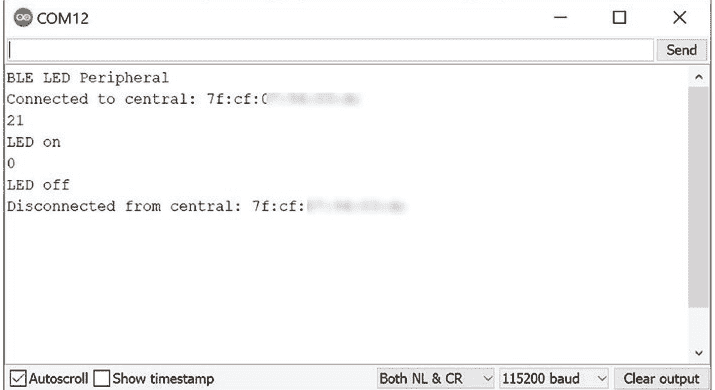 COM12
Send
BLE LED Peripheral
Connected to central: 7f:cf:
21
LED on
0
LED off
Disconnected from central: 7f:cf:
Autoscroll Show timestamp Both NL & CR 115200 baud Clear output